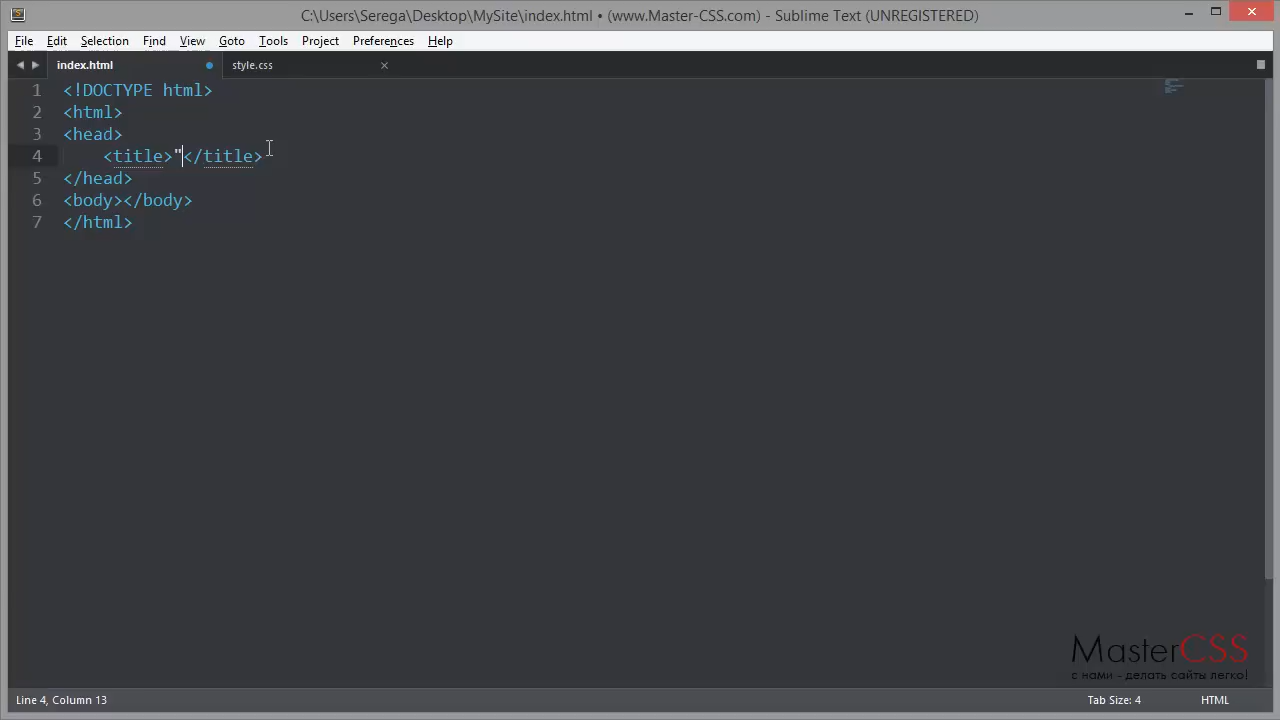 C:\Users\Serega\Desktop\MySite\index.html • (www.Master-CSS.com) - Sublime Text (UNREGISTERED)
File Edit Selection Find View Goto Tools Project Preferences Help
index.html style.css
1 <!DOCTYPE html>
2 <html>
3 <head>
4 <title>"</title>
5 </head>
6 <body></body>
7 </html>
MasterCSS
с нами - делать сайты легко!
Line 4, Column 13 Tab Size: 4 HTML